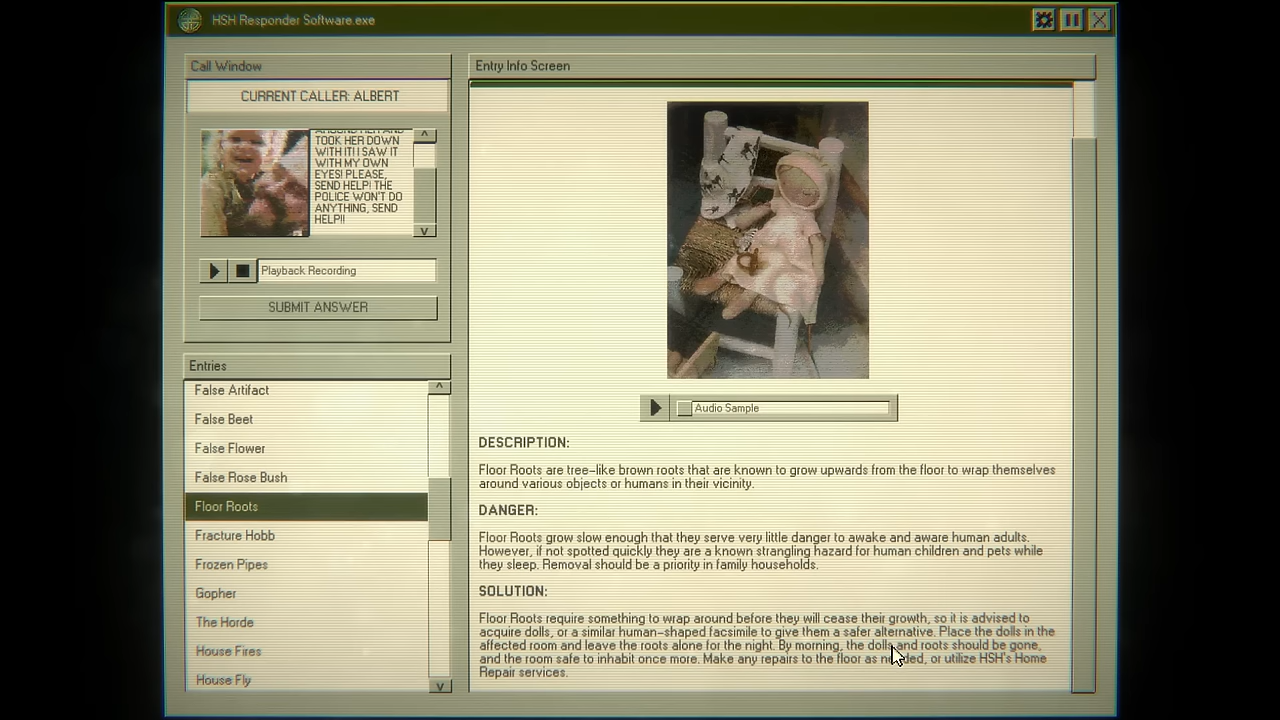 HSH Responder Software.exe
Call Window
CURRENT CALLER: ALBERT
AROUND HER AND
TOOK HER DOWN
WITH IT! I SAW IT
WITH MY OWN
EYES! PLEASE,
SEND HELP! THE
POLICE WON'T DO
ANYTHING, SEND
HELP!!
Playback Recording
SUBMIT ANSWER
Entries
False Artifact
False Beet
False Flower
False Rose Bush
Floor Roots
Fracture Hobb
Frozen Pipes
Gopher
The Horde
House Fires
House Fly
Entry Info Screen
Audio Sample
DESCRIPTION:
Floor Roots are tree-like brown roots that are known to grow upwards from the floor to wrap themselves
around various objects or humans in their vicinity.
DANGER:
Floor Roots grow slow enough that they serve very little danger to awake and aware human adults.
However, if not spotted quickly they are a known strangling hazard for human children and pets while
they sleep. Removal should be a priority in family households.
SOLUTION:
Floor Roots require something to wrap around before they will cease their growth, so it is advised to
acquire dolls, or a similar human-shaped facsimile to give them a safer alternative. Place the dolls in the
affected room and leave the roots alone for the night. By morning, the dolls and roots should be gone,
and the room safe to inhabit once more. Make any repairs to the floor as needed, or utilize HSH's Home
Repair services.